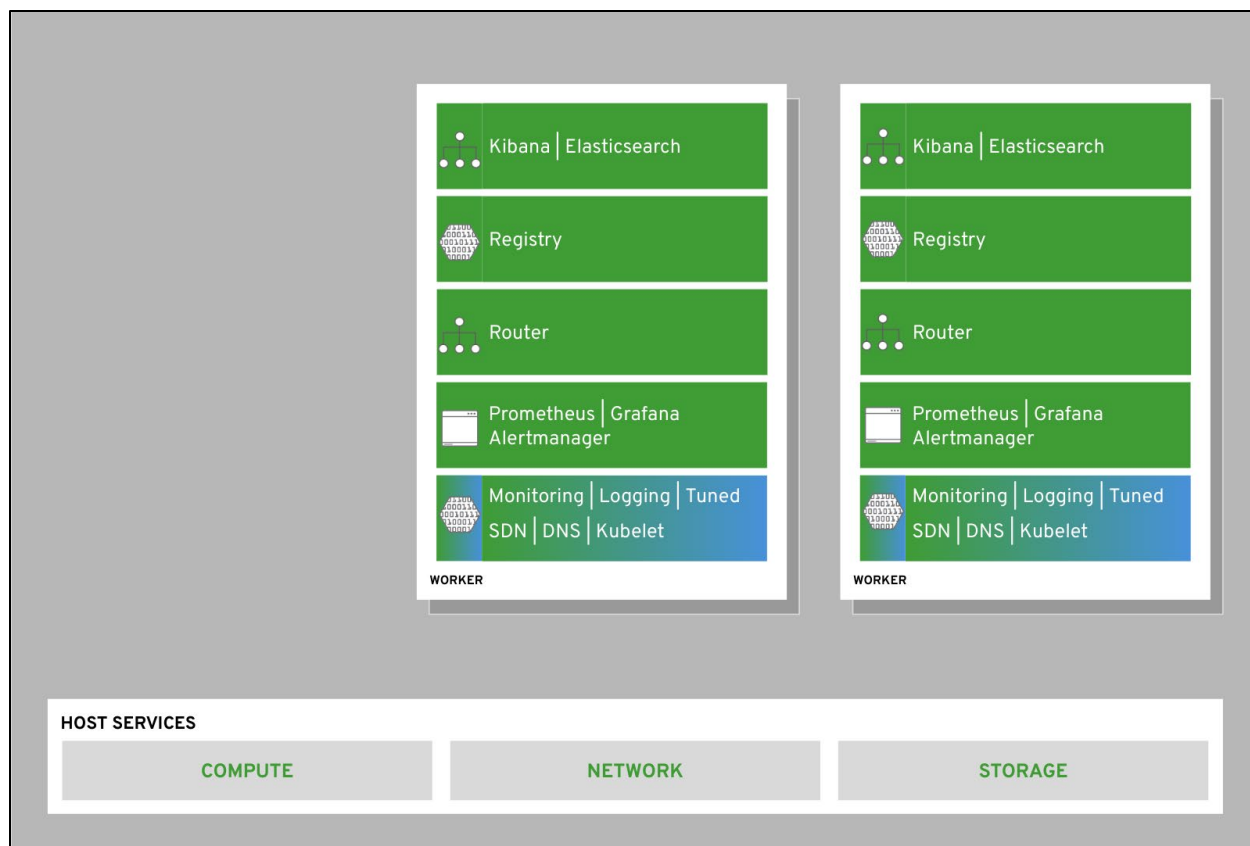 Kibana | Elasticsearch
Registry
Router
Prometheus | Grafana
Alertmanager
Monitoring | Logging | Tuned
SDN | DNS | Kubelet
WORKER
Kibana | Elasticsearch
Registry
Router
Prometheus | Grafana
Alertmanager
Monitoring | Logging | Tuned
SDN | DNS | Kubelet
WORKER
HOST SERVICES
COMPUTE
NETWORK
STORAGE